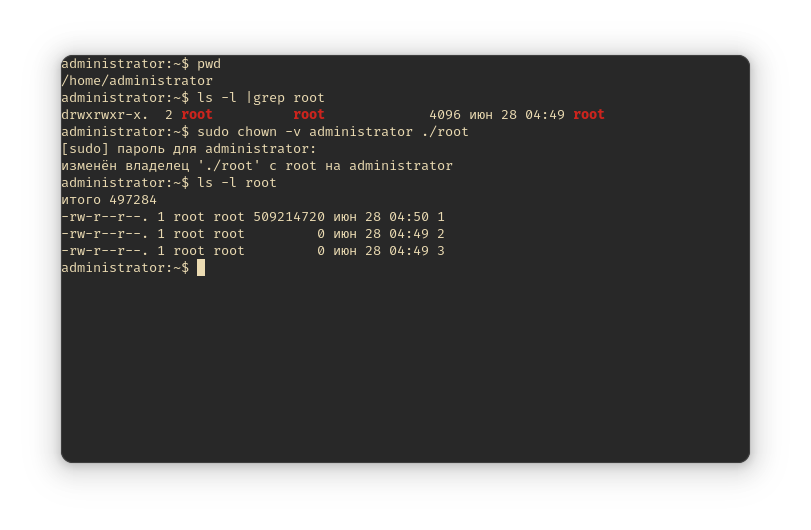 administrator:~$ pwd
/home/administrator
administrator:~$ ls -l |grep root
drwxrwxr-x.  2 root          root             4096 июн 28 04:49 root
administrator:~$ sudo chown -v administrator ./root
[sudo] пароль для administrator:
изменён владелец './root' с root на administrator
administrator:~$ ls -l root
итого 497284
-rw-r--r--. 1 root root 509214720 июн 28 04:50 1
-rw-r--r--. 1 root root         0 июн 28 04:49 2
-rw-r--r--. 1 root root         0 июн 28 04:49 3
administrator:~$